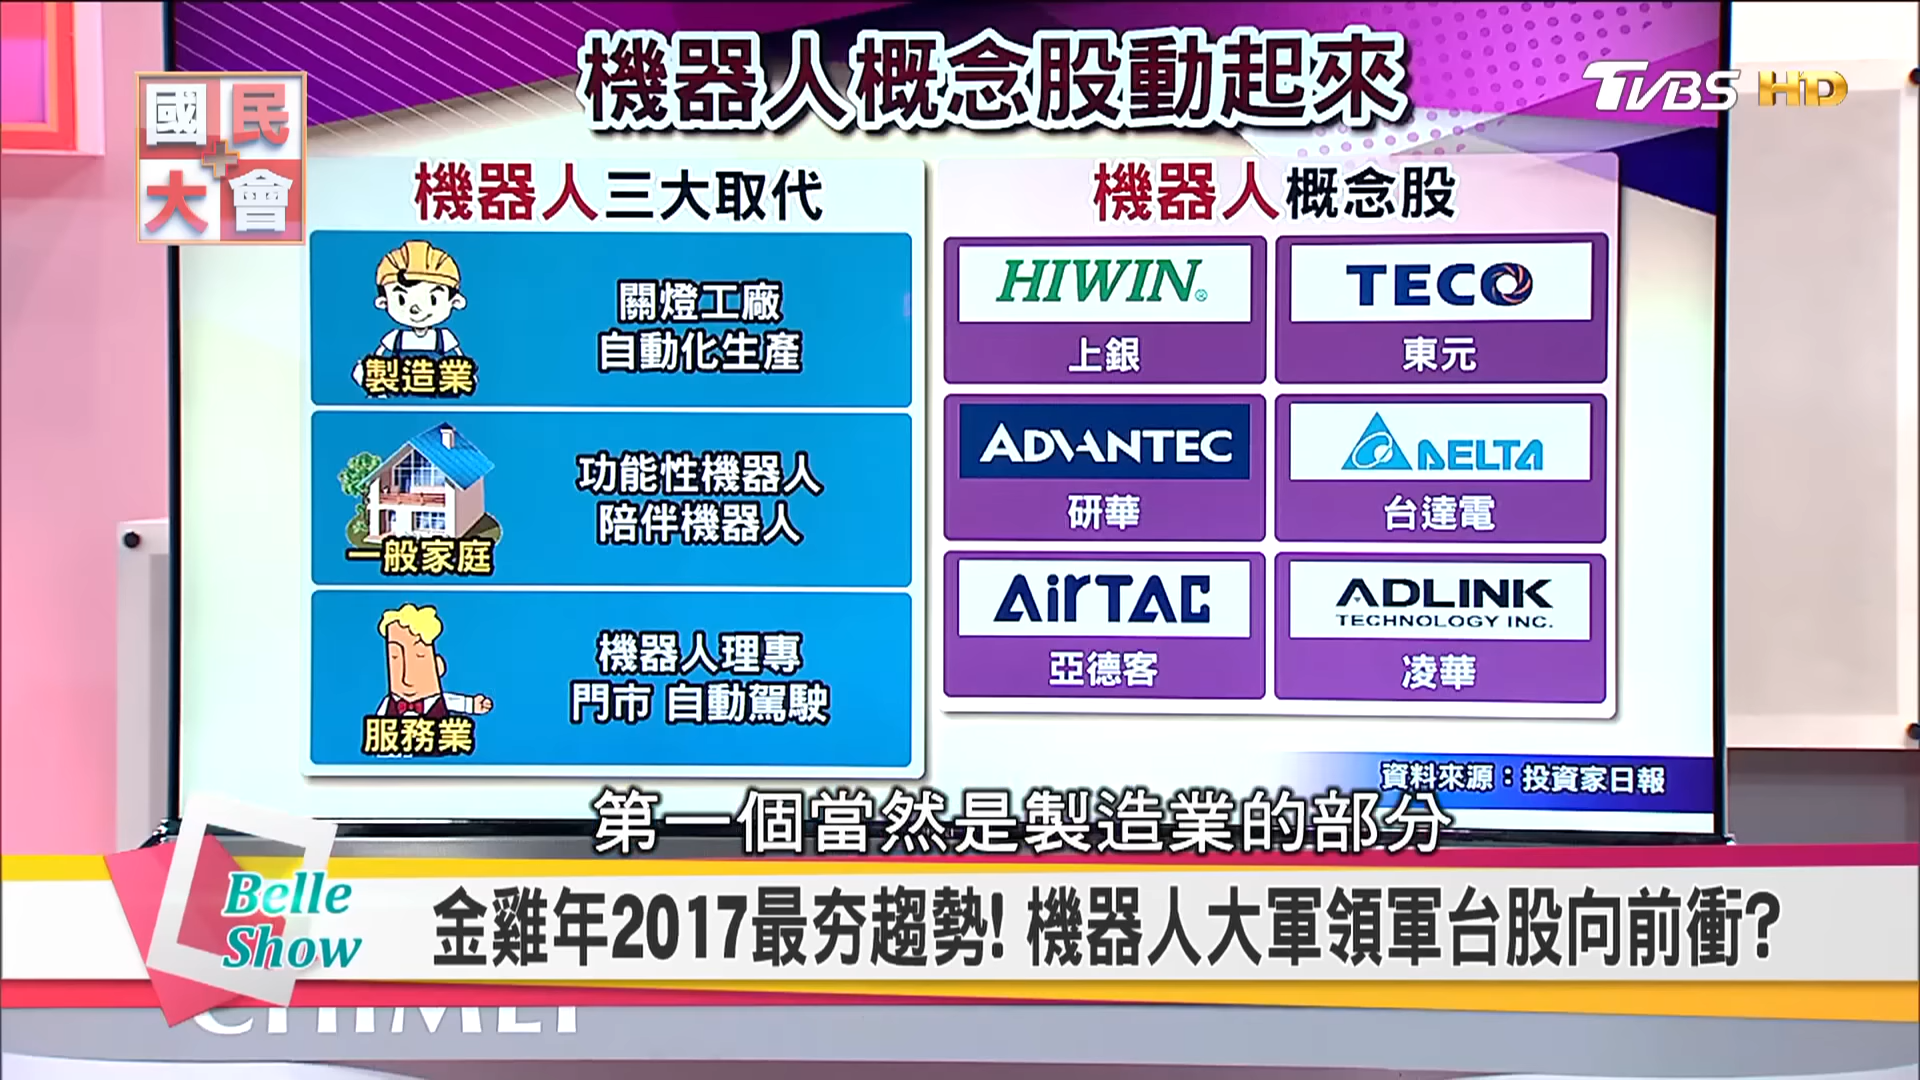 機器人概念股動起來
TVBS HD
國民
大會
機器人三大取代
關燈工廠
自動化生產
製造業
功能性機器人
陪伴機器人
一般家庭
機器人理專
門市 自動駕駛
服務業
機器人概念股
HIWIN®
上銀
TECO
東元
ADVANTEC
研華
DELTA
台達電
AirTAC
亞德客
ADLINK
TECHNOLOGY INC.
凌華
資料來源：投資家日報
第一個當然是製造業的部分
Belle
Show
金雞年2017最夯趨勢! 機器人大軍領軍台股向前衝?
CHIMEI